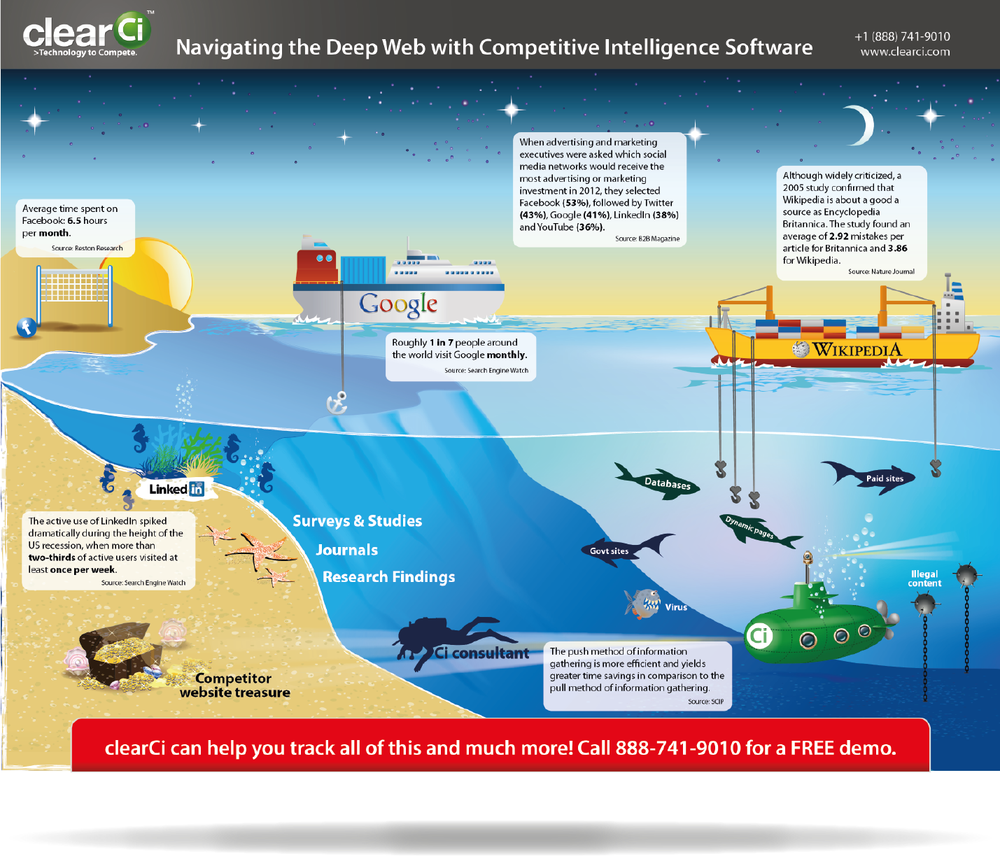 clearCi™
>Technology to Compete.
Navigating the Deep Web with Competitive Intelligence Software
+1 (888) 741-9010
www.clearci.com
When advertising and marketing
executives were asked which social
media networks would receive the
most advertising or marketing
investment in 2012, they selected
Facebook (53%), followed by Twitter
(43%), Google (41%), LinkedIn (38%)
and YouTube (36%).
Source: B2B Magazine
Although widely criticized, a
2005 study confirmed that
Wikipedia is about a good a
source as Encyclopedia
Britannica. The study found an
average of 2.92 mistakes per
article for Britannica and 3.86
for Wikipedia.
Source: Nature Journal
Average time spent on
Facebook: 6.5 hours
per month.
Source: Reston Research
f
Google
WIKIPEDIA
Roughly 1 in 7 people around
the world visit Google monthly.
Source: Search Engine Watch
Linked in
Databases
Paid sites
Dynamic pages
Govt sites
The active use of LinkedIn spiked
dramatically during the height of the
US recession, when more than
two-thirds of active users visited at
least once per week.
Source: Search Engine Watch
Surveys & Studies
Journals
Research Findings
Illegal
content
Virus
Ci
Ci consultant
The push method of information
gathering is more efficient and yields
greater time savings in comparison to the
pull method of information gathering.
Source: SCIP
Competitor
website treasure
clearCi can help you track all of this and much more! Call 888-741-9010 for a FREE demo.